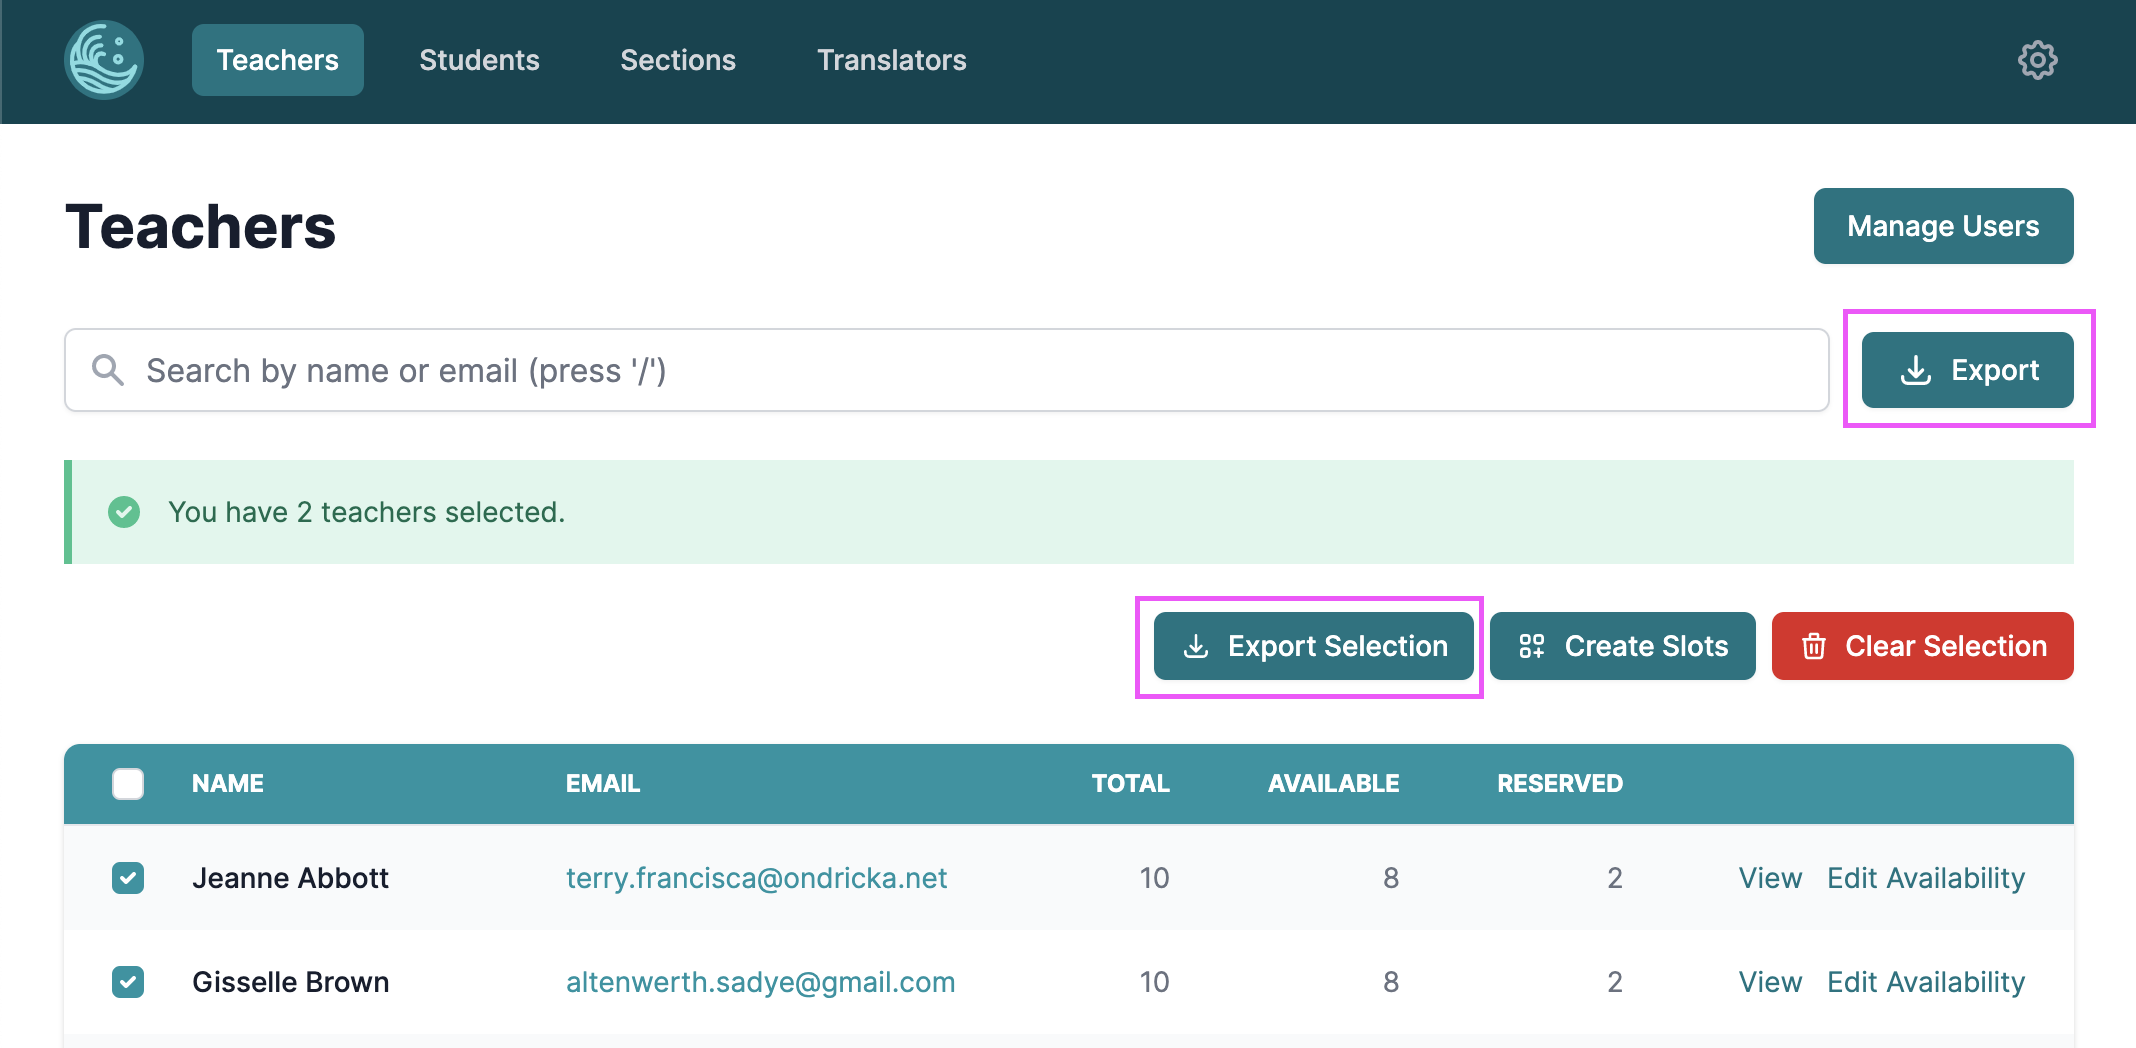 Teachers Students Sections Translators
Teachers
Manage Users
Search by name or email (press '/')
Export
You have 2 teachers selected.
Export Selection Create Slots Clear Selection
NAME EMAIL TOTAL AVAILABLE RESERVED
Jeanne Abbott terry.francisca@ondricka.net 10 8 2 View Edit Availability
Gisselle Brown altenwerth.sadye@gmail.com 10 8 2 View Edit Availability